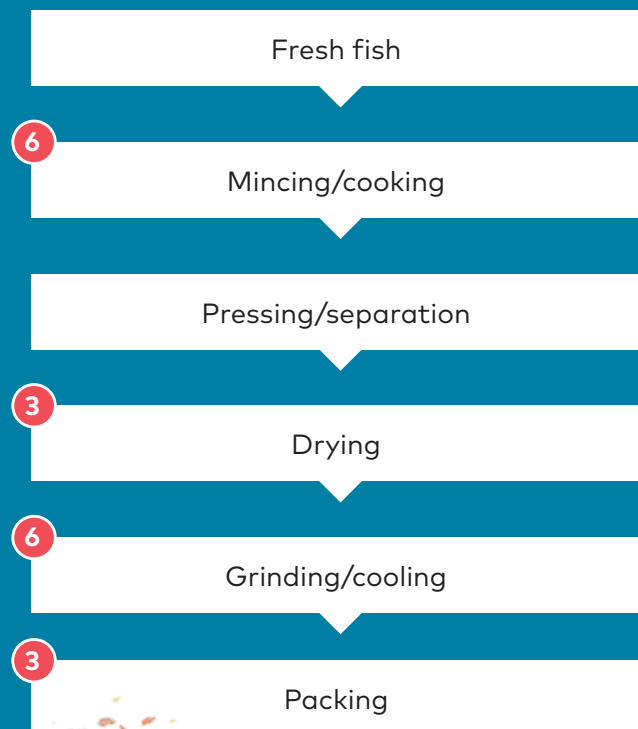 Fresh fish
6
Mincing/cooking
Pressing/separation
3
Drying
6
Grinding/cooling
3
Packing